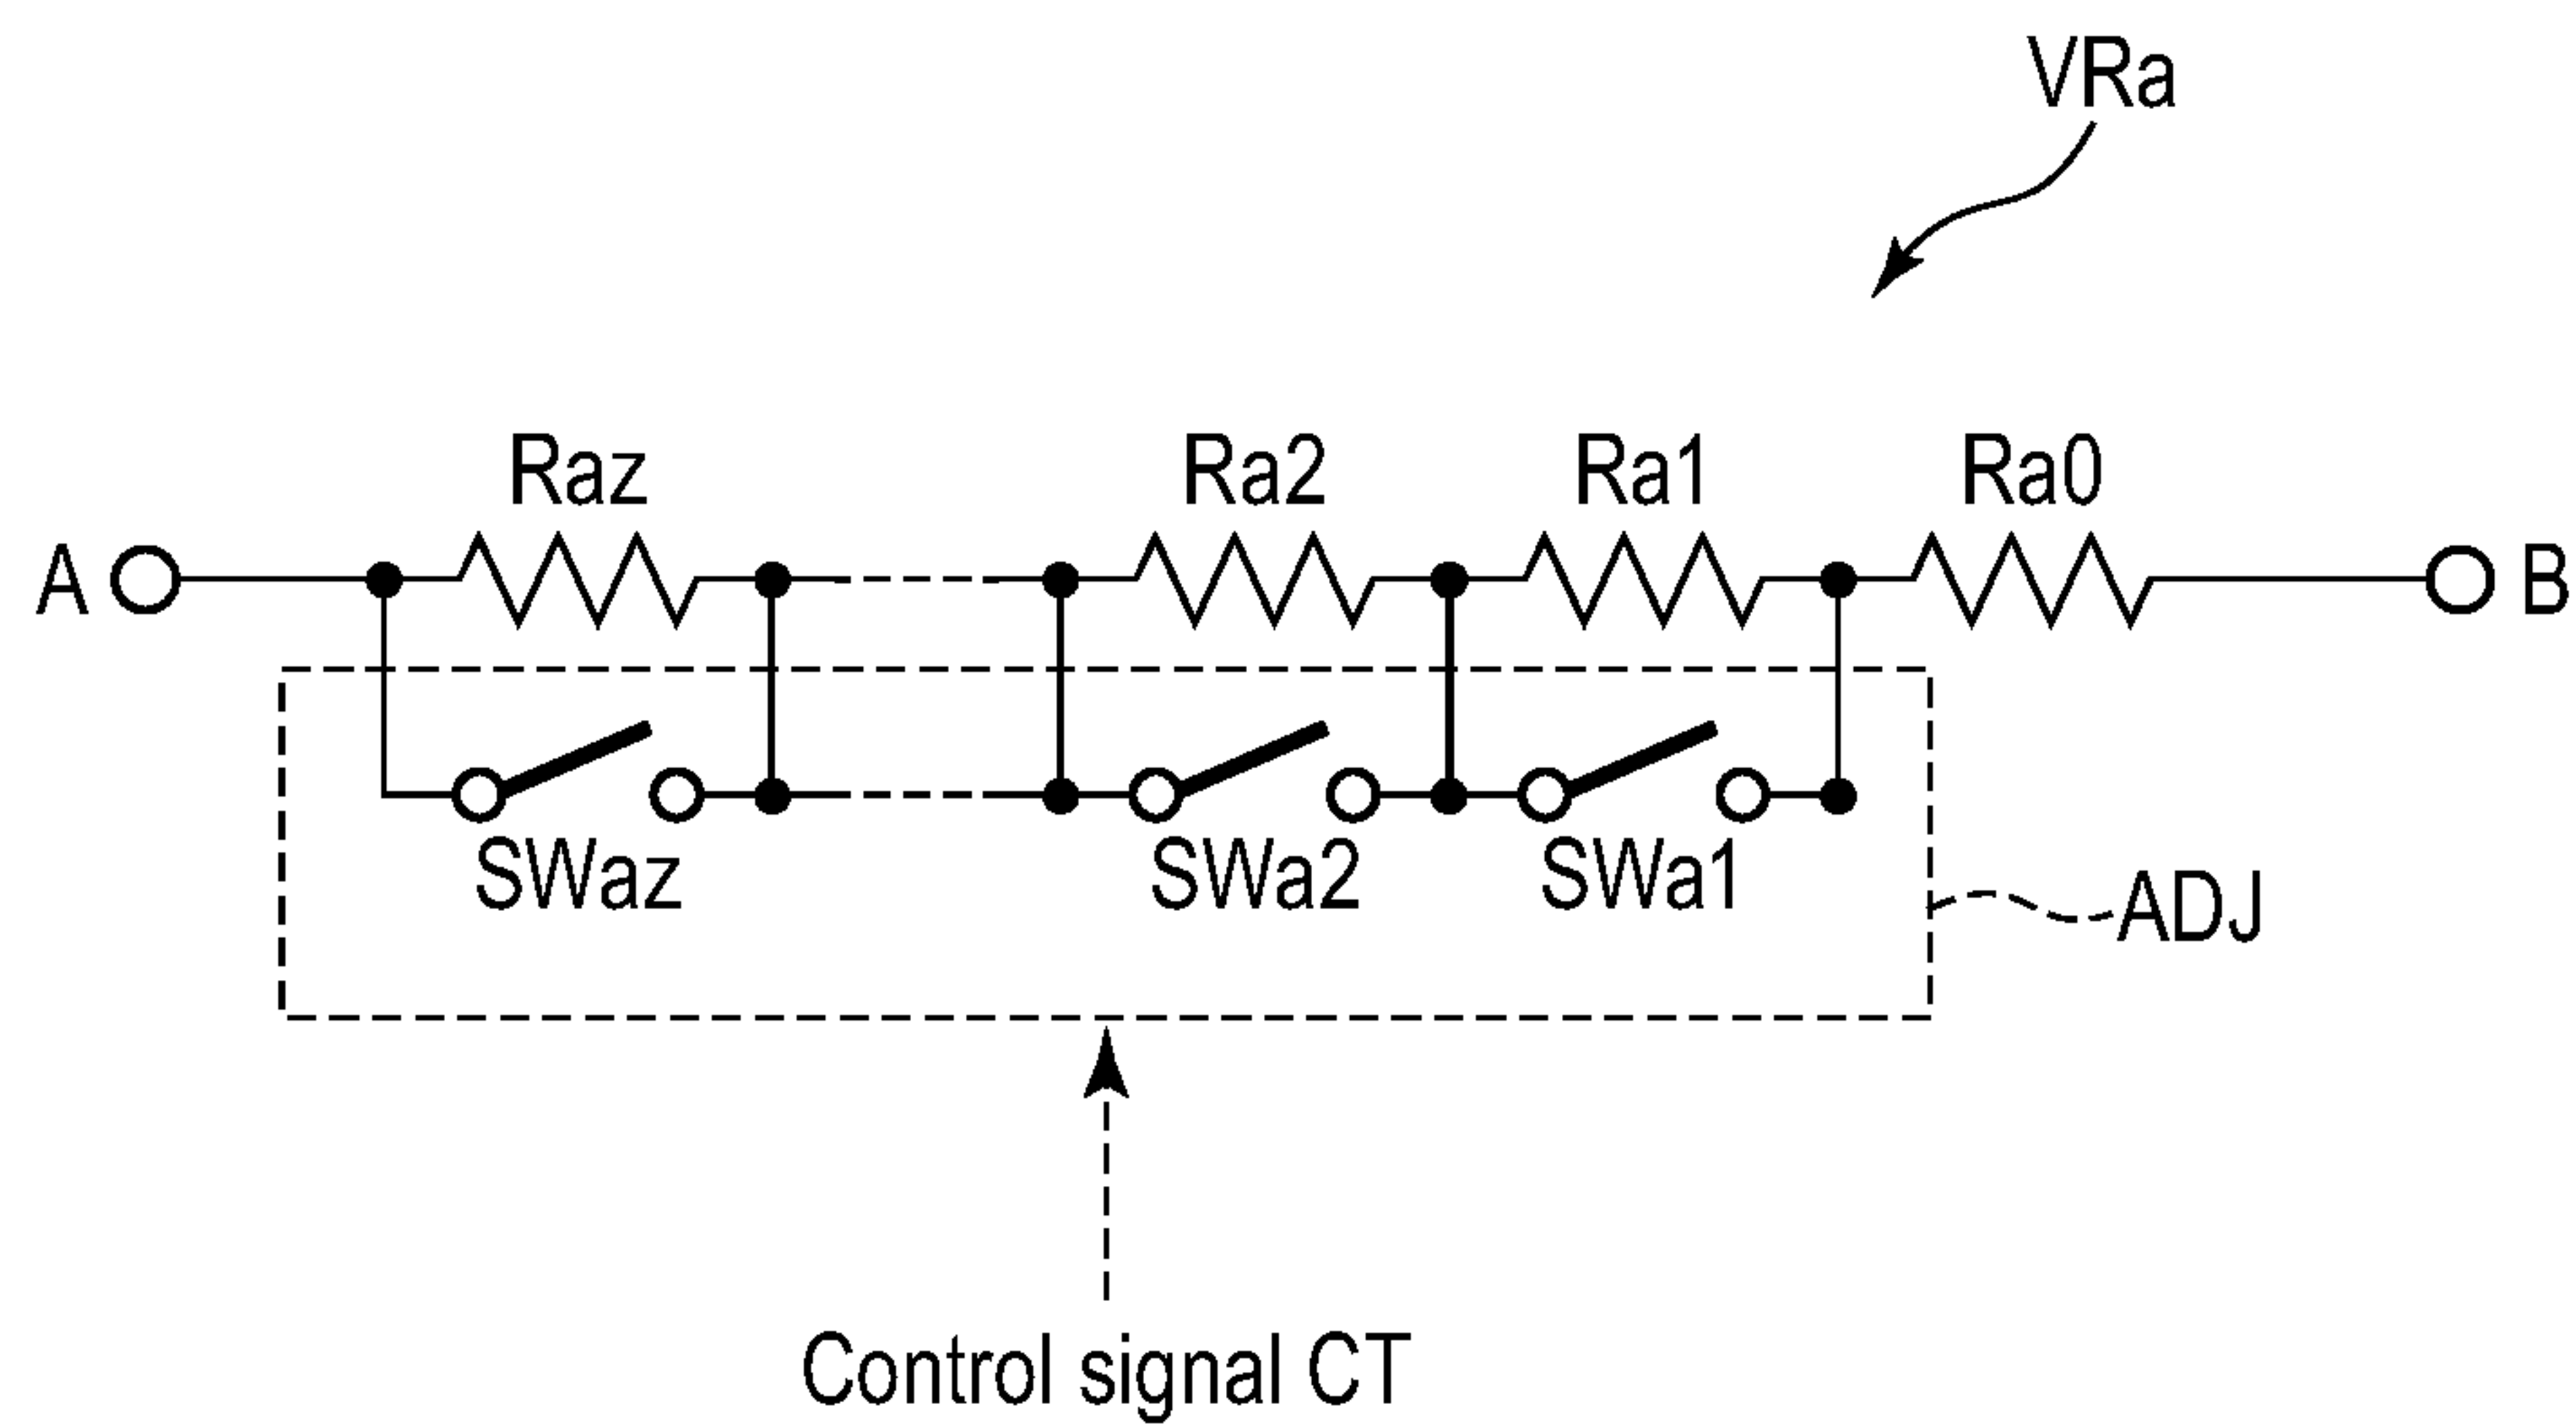 VRa
Raz
Ra2
Ra1
Ra0
A
B
SWaz
SWa2
SWa1
ADJ
Control signal CT